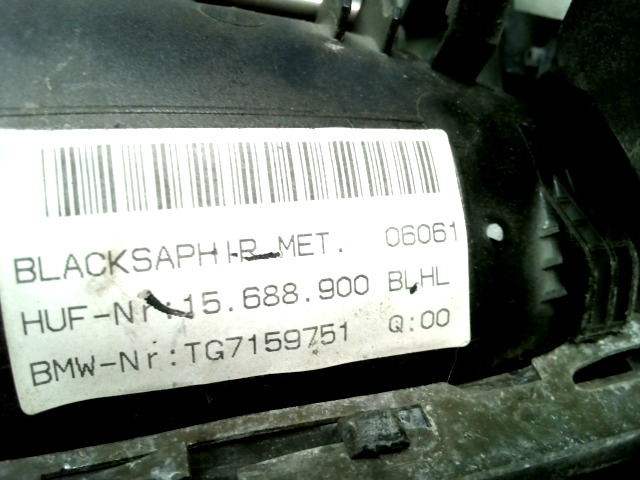 BLACKSAPHIR MET. 06061
HUF-Nr:15.688.900 BLHL
BMW-Nr:TG7159751 Q:00